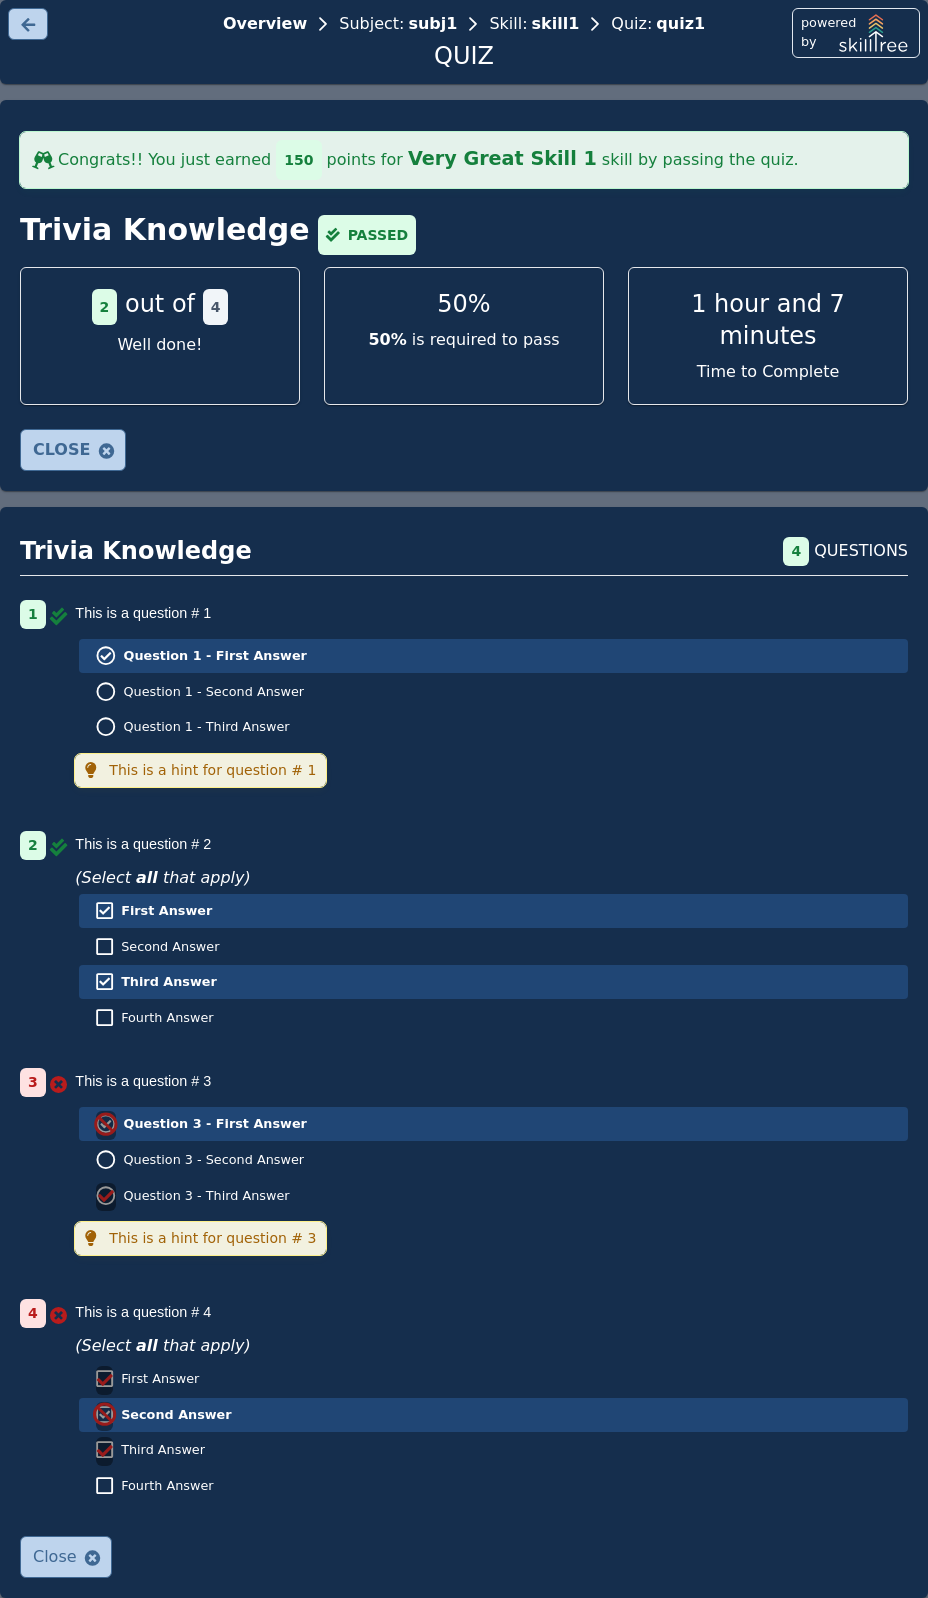 Overview > Subject: subj1 > Skill: skill1 > Quiz: quiz1
QUIZ
powered by skilltree
Congrats!! You just earned 150 points for Very Great Skill 1 skill by passing the quiz.
Trivia Knowledge PASSED
2 out of 4
Well done!
50%
50% is required to pass
1 hour and 7
minutes
Time to Complete
CLOSE
Trivia Knowledge 4 QUESTIONS
1 This is a question # 1
Question 1 - First Answer
Question 1 - Second Answer
Question 1 - Third Answer
This is a hint for question # 1
2 This is a question # 2
(Select all that apply)
First Answer
Second Answer
Third Answer
Fourth Answer
3 This is a question # 3
Question 3 - First Answer
Question 3 - Second Answer
Question 3 - Third Answer
This is a hint for question # 3
4 This is a question # 4
(Select all that apply)
First Answer
Second Answer
Third Answer
Fourth Answer
Close